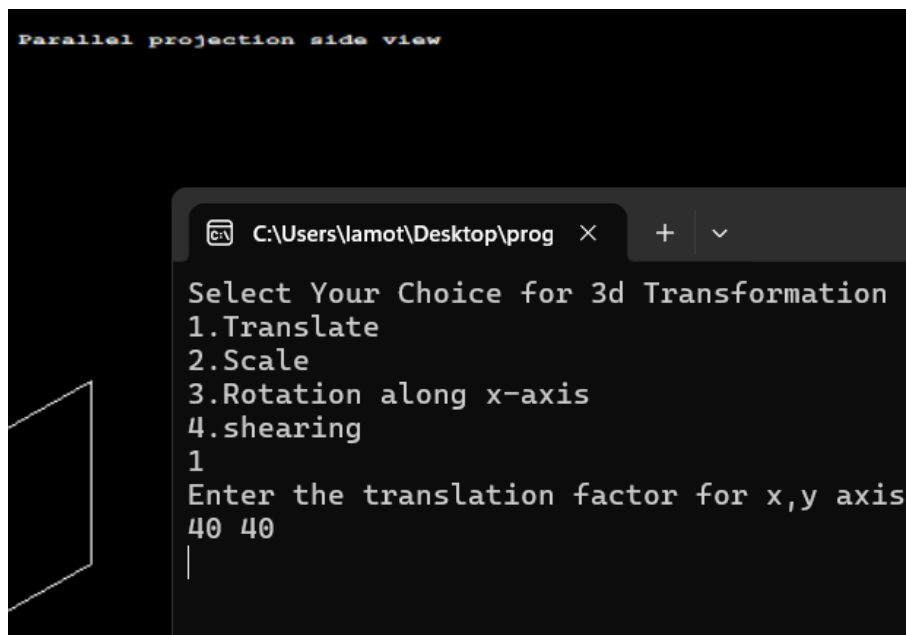 Parallel projection side view
C:\Users\lamot\Desktop\prog
Select Your Choice for 3d Transformation
1.Translate
2.Scale
3.Rotation along x-axis
4.shearing
1
Enter the translation factor for x,y axis
40 40